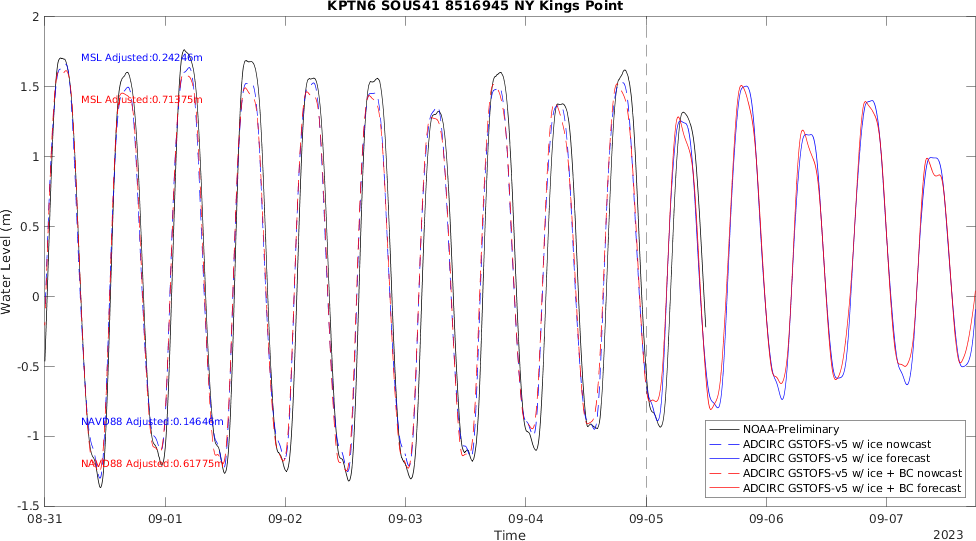 KPTN6 SOUS41 8516945 NY Kings Point
Water Level (m)
2
1.5
1
0.5
0
-0.5
-1
-1.5
MSL Adjusted:0.24246m
MSL Adjusted:0.71375m
NAVD88 Adjusted:0.14646m
NAVD88 Adjusted:0.61775m
NOAA-Preliminary
ADCIRC GSTOFS-v5 w/ ice nowcast
ADCIRC GSTOFS-v5 w/ ice forecast
ADCIRC GSTOFS-v5 w/ ice + BC nowcast
ADCIRC GSTOFS-v5 w/ ice + BC forecast
08-31 09-01 09-02 09-03 09-04 09-05 09-06 09-07
Time
2023